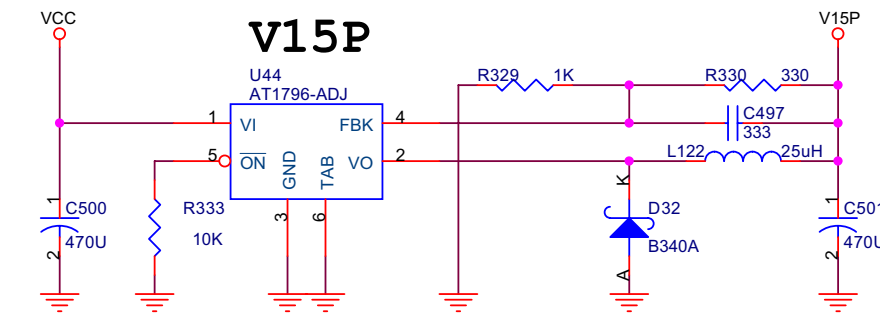 VCC
V15P
V15P
U44
AT1796-ADJ
R329
1K
R330
330
1
VI
FBK
4
C497
333
5
ON
VO
2
L122
25uH
GND
TAB
K
1
C500
470U
2
R333
10K
3
6
D32
B340A
A
1
C501
470U
2